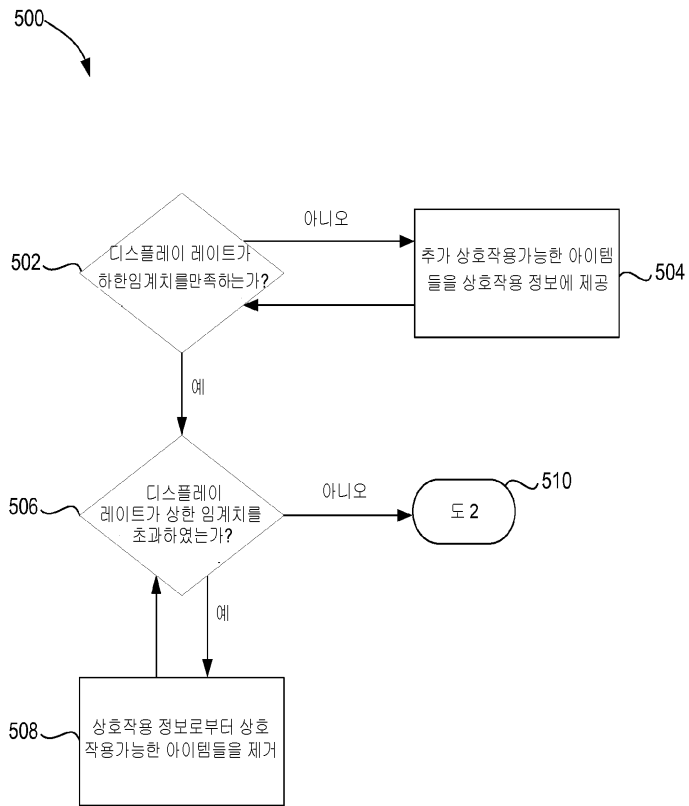 500
502
디스플레이 레이트가
하한임계치를만족하는가?
아니오
추가 상호작용가능한 아이템
들을 상호작용 정보에 제공
504
예
506
디스플레이
레이트가 상한 임계치를
초과하였는가?
아니오
도 2
510
예
508
상호작용 정보로부터 상호
작용가능한 아이템들을 제거